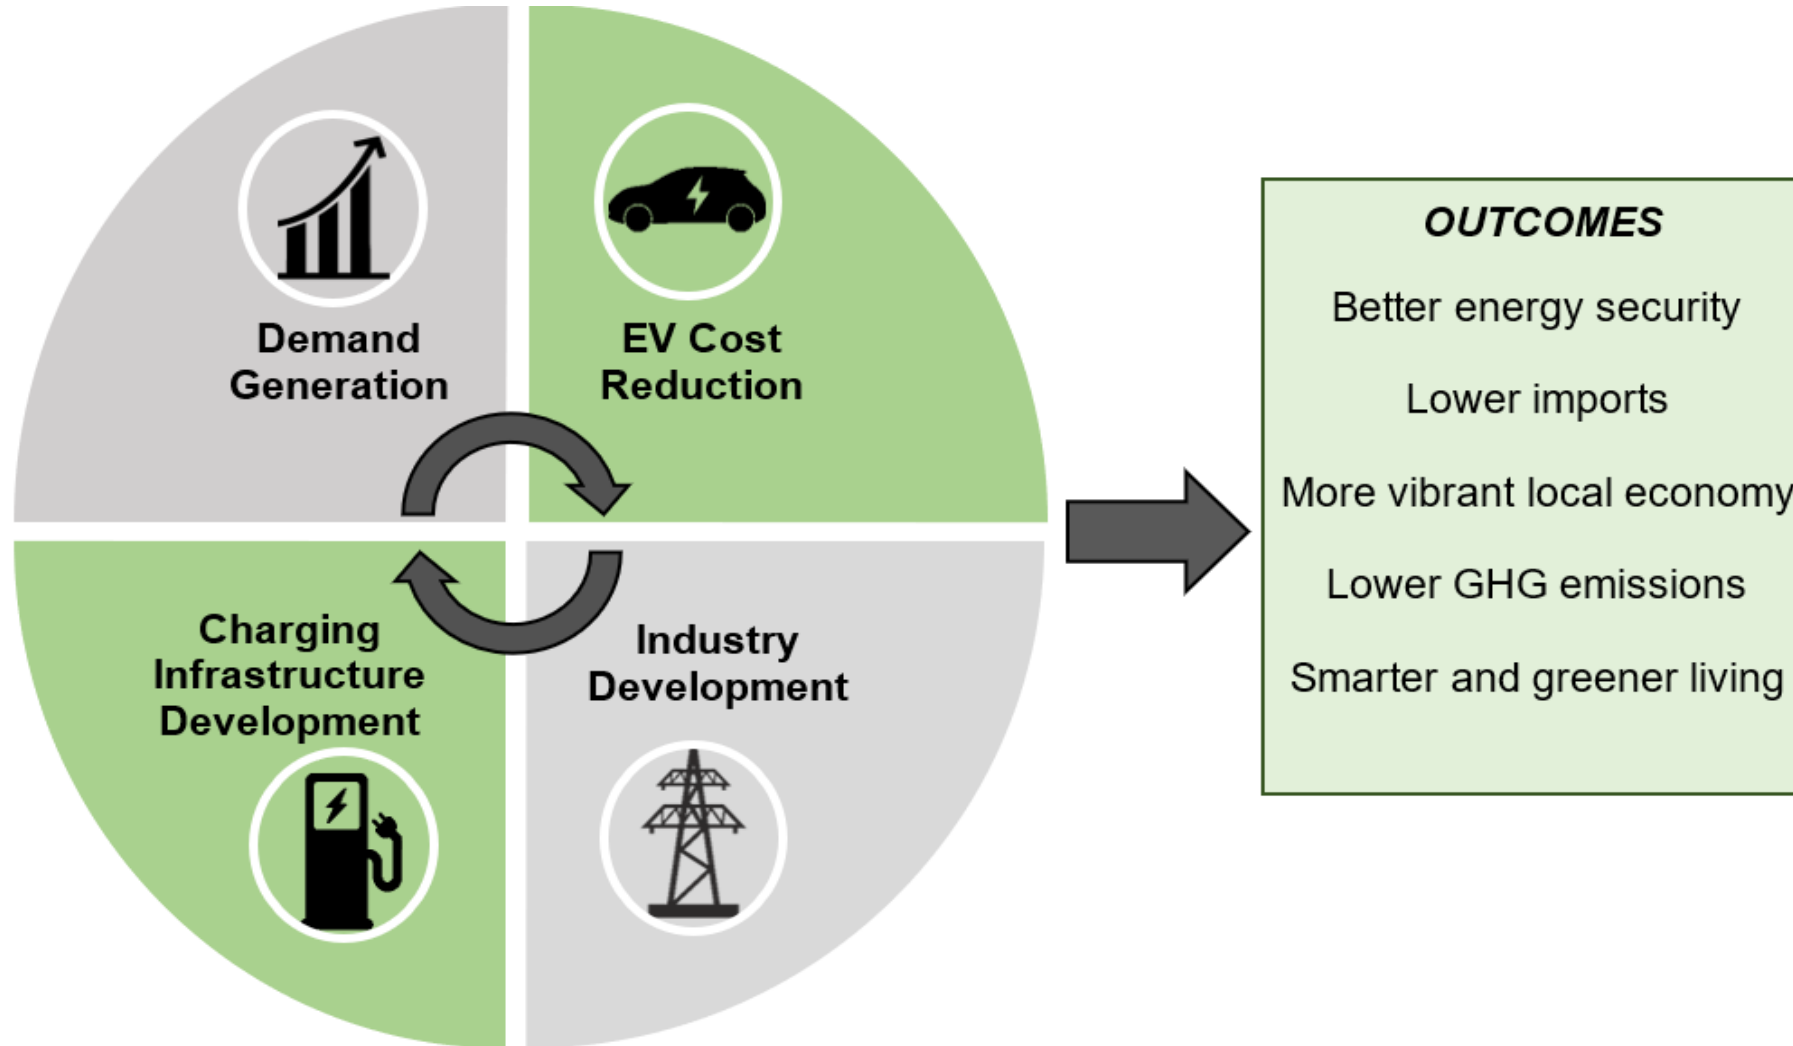 Demand
Generation
EV Cost
Reduction
Charging
Infrastructure
Development
Industry
Development
OUTCOMES
Better energy security
Lower imports
More vibrant local economy
Lower GHG emissions
Smarter and greener living